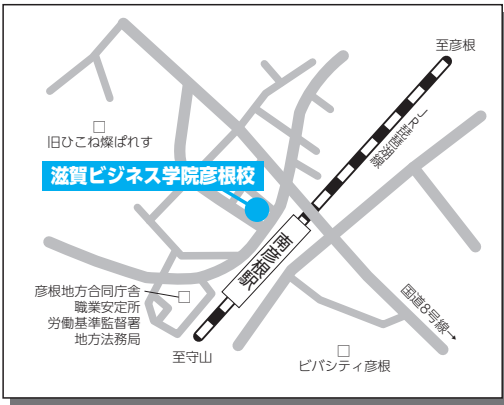 至彦根
JR琵琶湖線
旧ひこね燦ぱれす
滋賀ビジネス学院彦根校
南彦根駅
彦根地方合同庁舎
職業安定所
労働基準監督署
地方法務局
国道8号線→
至守山
ビバシティ彦根